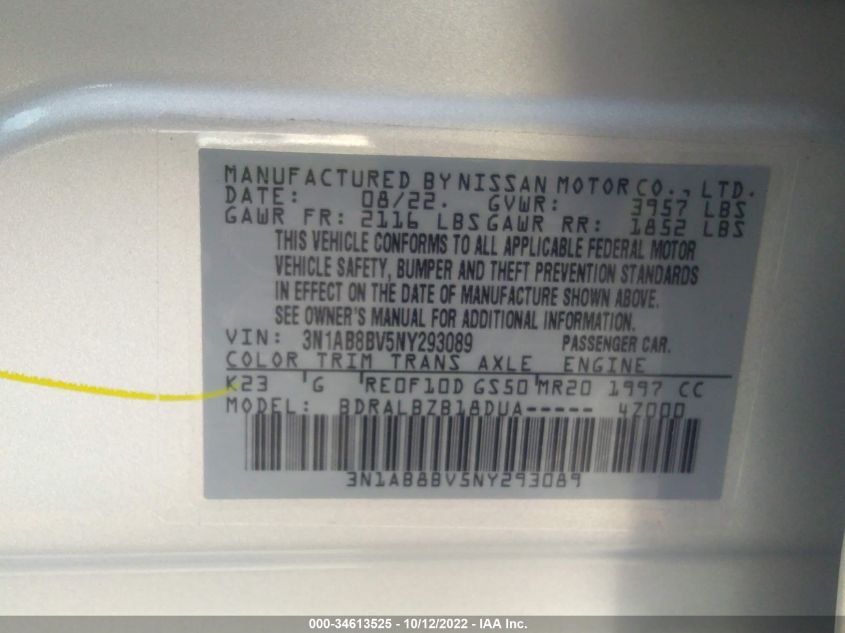 MANUFACTURED BY NISSAN MOTOR CO., LTD.
DATE: 08/22. GVWR: 3957 LBS
GAWR FR: 2116 LBS GAWR RR: 1852 LBS
THIS VEHICLE CONFORMS TO ALL APPLICABLE FEDERAL MOTOR
VEHICLE SAFETY, BUMPER AND THEFT PREVENTION STANDARDS
IN EFFECT ON THE DATE OF MANUFACTURE SHOWN ABOVE.
SEE OWNER'S MANUAL FOR ADDITIONAL INFORMATION.
VIN: 3N1AB8BV5NY293089 PASSENGER CAR.
COLOR TRIM TRANS AXLE ENGINE
K23 'G 'RE0F10D GS50'MR20 1997 CC
MODEL: BDRALBZB18DUA----- 4Z000
3N1AB8BV5NY293089
000-34613525 - 10/12/2022 - IAA Inc.